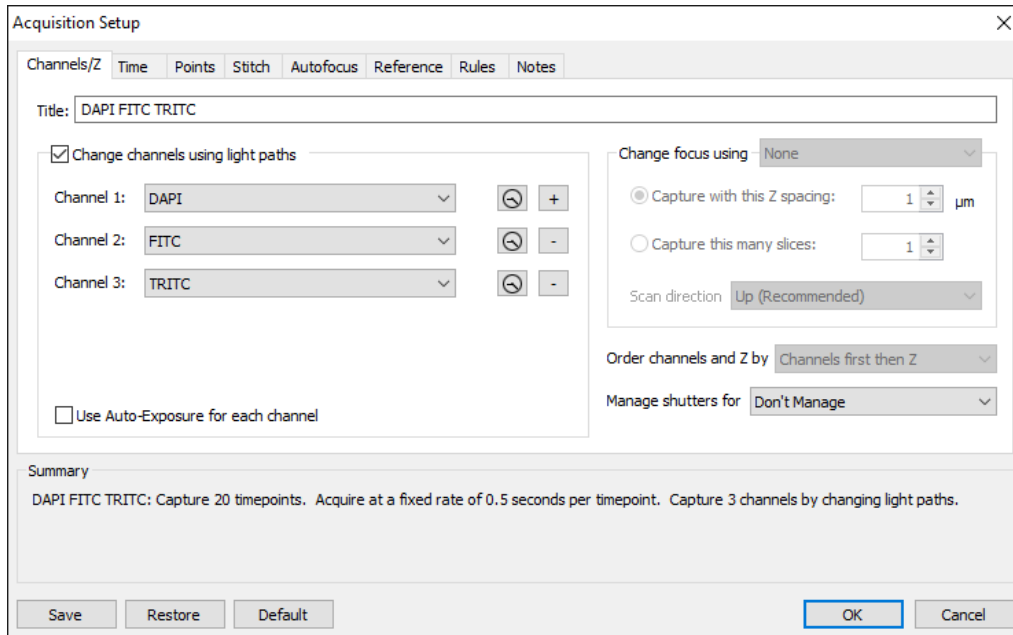 Acquisition Setup
Channels/Z Time Points Stitch Autofocus Reference Rules Notes
Title: DAPI FITC TRITC
Change channels using light paths
Channel 1: DAPI +
Channel 2: FITC -
Channel 3: TRITC -
Use Auto-Exposure for each channel
Change focus using None
Capture with this Z spacing: 1 µm
Capture this many slices: 1
Scan direction Up (Recommended)
Order channels and Z by Channels first then Z
Manage shutters for Don't Manage
Summary
DAPI FITC TRITC: Capture 20 timepoints. Acquire at a fixed rate of 0.5 seconds per timepoint. Capture 3 channels by changing light paths.
Save Restore Default OK Cancel